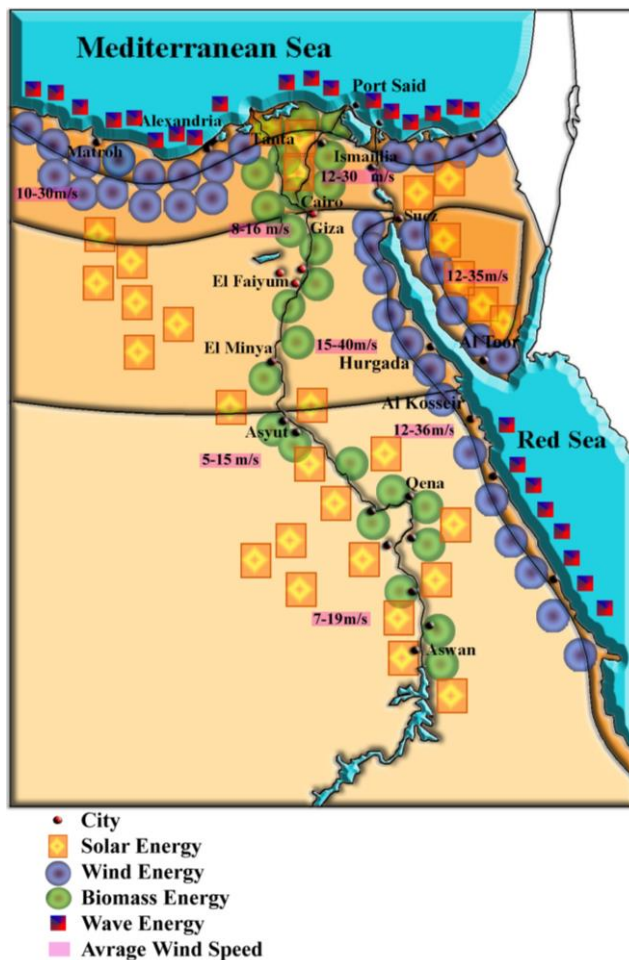 Mediterranean Sea
Port Said
Alexandria
Tanta
Matroh
Ismaillia
10-30m/s
12-30 m/s
Cairo
Suez
8-16 m/s
Giza
El Faiyum
12-35m/s
El Minya
15-40m/s
Al Toor
Hurgada
Al Kosseir
Asyut
12-36m/s
Red Sea
5-15 m/s
Qena
7-19m/s
Aswan
City
Solar Energy
Wind Energy
Biomass Energy
Wave Energy
Avrage Wind Speed